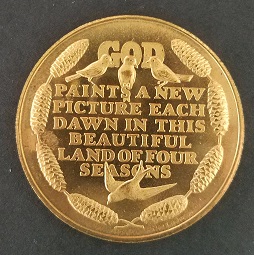 GOD
PAINTS A NEW
PICTURE EACH
DAWN IN THIS
BEAUTIFUL
LAND OF FOUR
SEASONS